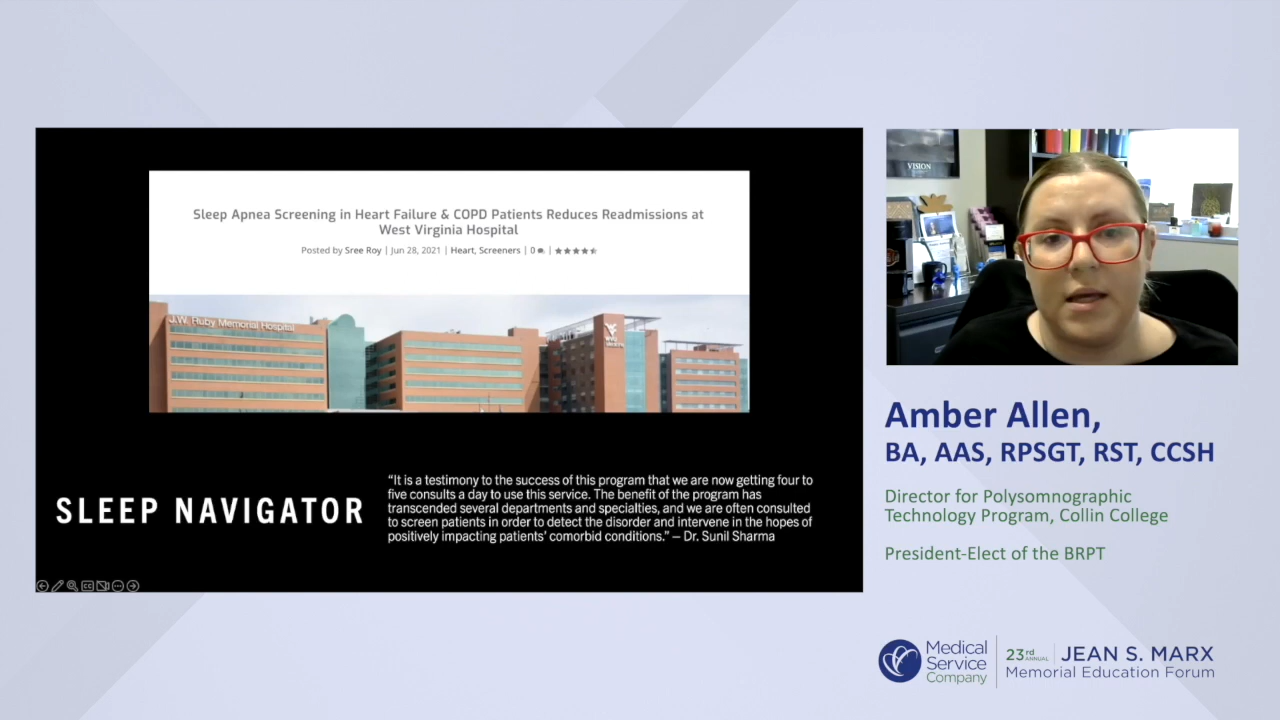 Sleep Apnea Screening in Heart Failure & COPD Patients Reduces Readmissions at
West Virginia Hospital
Posted by Sree Roy | Jun 28, 2021 | Heart, Screeners | 0
J.W. Ruby Memorial Hospital
SLEEP NAVIGATOR
“It is a testimony to the success of this program that we are now getting four to
five consults a day to use this service. The benefit of the program has
transcended several departments and specialties, and we are often consulted
to screen patients in order to detect the disorder and intervene in the hopes of
positively impacting patients’ comorbid conditions.” – Dr. Sunil Sharma
VISION
Amber Allen,
BA, AAS, RPSGT, RST, CCSH
Director for Polysomnographic
Technology Program, Collin College
President-Elect of the BRPT
Medical
Service
Company
23rd ANNUAL
JEAN S. MARX
Memorial Education Forum